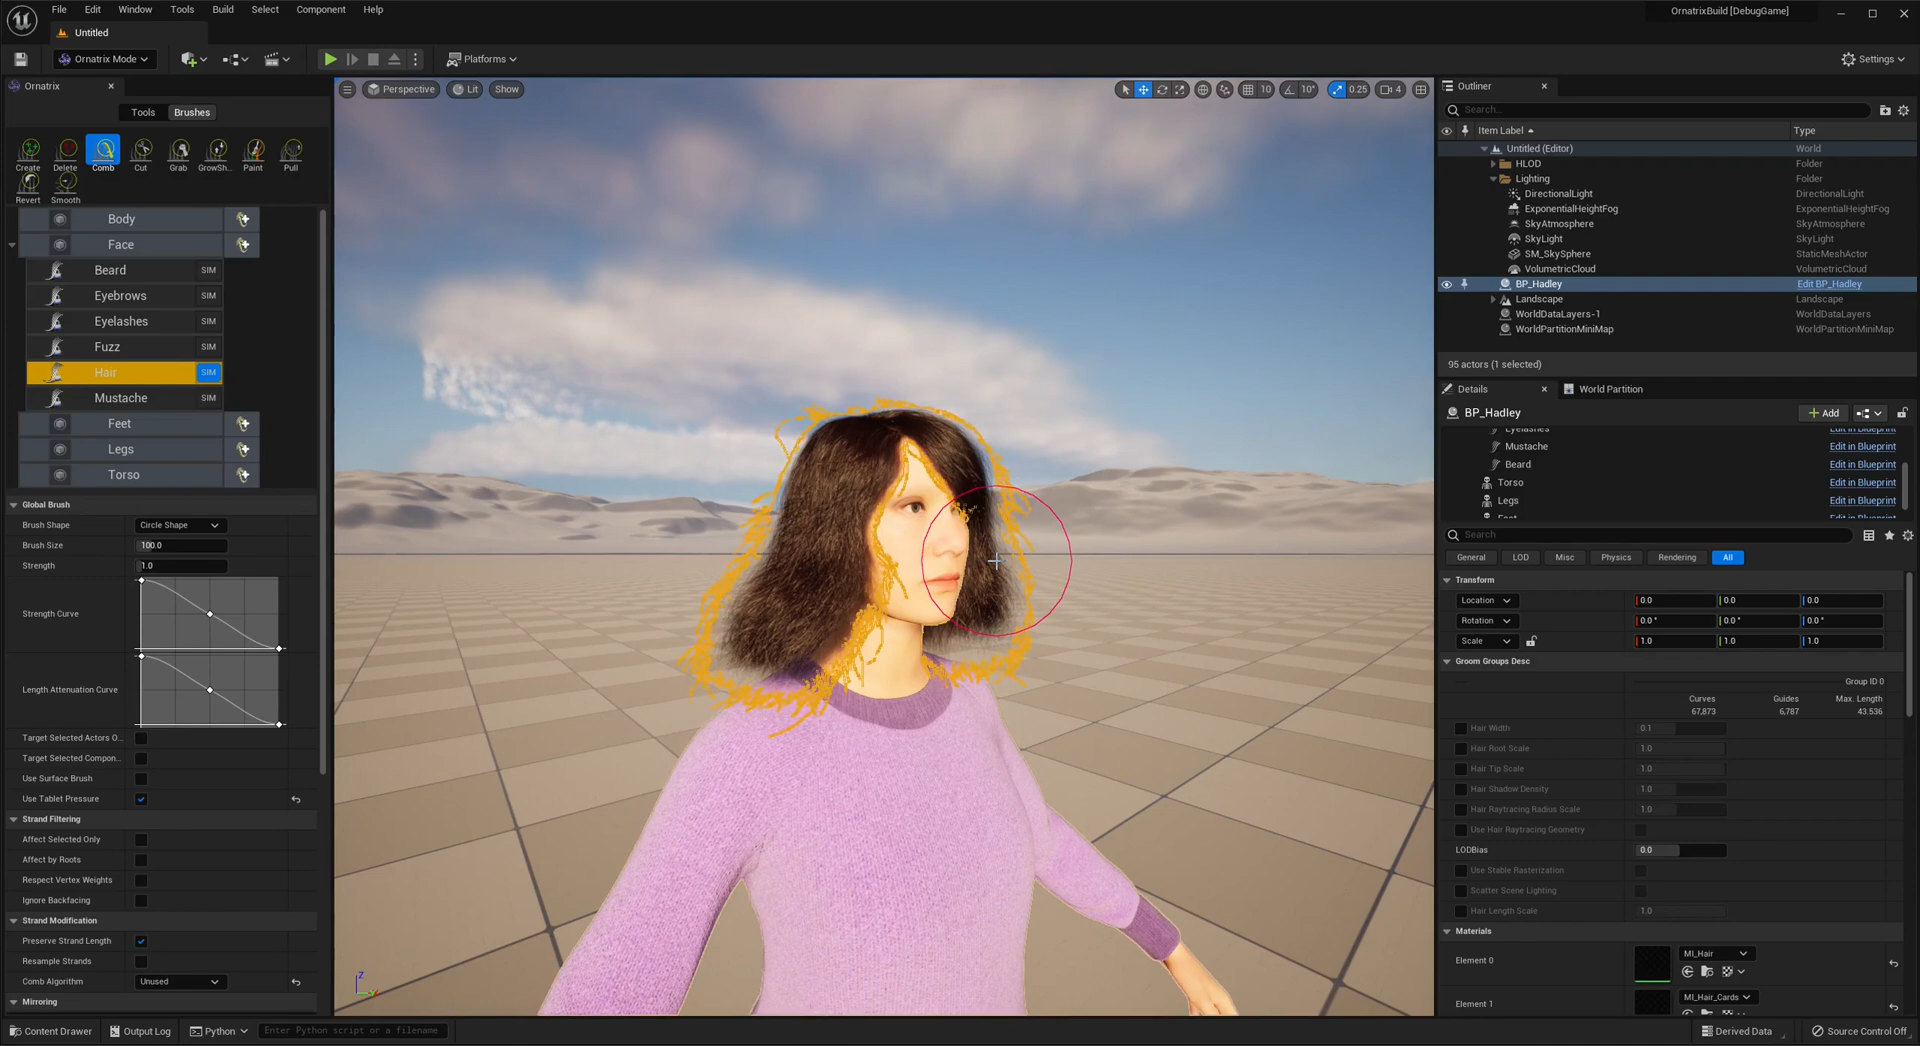 File Edit Window Tools Build Select Component Help
OrnatrixBuild [DebugGame]
Untitled
Ornatrix Mode
Platforms
Settings
Ornatrix
Tools Brushes
Create Delete Comb Cut Grab GrowSh... Paint Pull
Revert Smooth
Body
Face
Beard SIM
Eyebrows SIM
Eyelashes SIM
Fuzz SIM
Hair SIM
Mustache SIM
Feet
Legs
Torso
Global Brush
Brush Shape Circle Shape
Brush Size 100.0
Strength 1.0
Strength Curve
Length Attenuation Curve
Target Selected Actors O...
Target Selected Compon...
Use Surface Brush
Use Tablet Pressure
Strand Filtering
Affect Selected Only
Affect by Roots
Respect Vertex Weights
Ignore Backfacing
Strand Modification
Preserve Strand Length
Resample Strands
Comb Algorithm Unused
Mirroring
Perspective Lit Show
10 10° 0.25 4
Z
Outliner
Search...
Item Label Type
Untitled (Editor) World
HLOD Folder
Lighting Folder
DirectionalLight DirectionalLight
ExponentialHeightFog ExponentialHeightFog
SkyAtmosphere SkyAtmosphere
SkyLight SkyLight
SM_SkySphere StaticMeshActor
VolumetricCloud VolumetricCloud
BP_Hadley Edit BP_Hadley
Landscape Landscape
WorldDataLayers-1 WorldDataLayers
WorldPartitionMiniMap WorldPartitionMiniMap
95 actors (1 selected)
Details World Partition
BP_Hadley Add
Eyelashes Edit in Blueprint
Mustache Edit in Blueprint
Beard Edit in Blueprint
Torso Edit in Blueprint
Legs Edit in Blueprint
Feet Edit in Blueprint
Search
General LOD Misc Physics Rendering All
Transform
Location 0.0 0.0 0.0
Rotation 0.0° 0.0° 0.0°
Scale 1.0 1.0 1.0
Groom Groups Desc
Group ID 0
Curves Guides Max. Length
67,873 6,787 43.536
Hair Width 0.1
Hair Root Scale 1.0
Hair Tip Scale 1.0
Hair Shadow Density 1.0
Hair Raytracing Radius Scale 1.0
Use Hair Raytracing Geometry
LODBias 0.0
Use Stable Rasterization
Scatter Scene Lighting
Hair Length Scale 1.0
Materials
Element 0 MI_Hair
Element 1 MI_Hair_Cards
Content Drawer Output Log Python Enter Python script or a filename
Derived Data Source Control Off